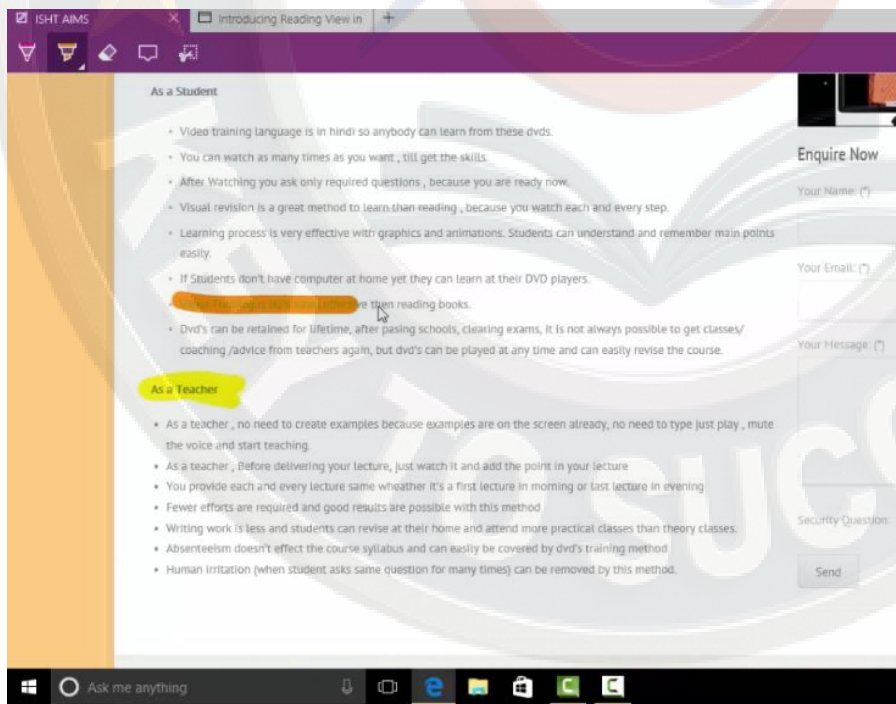 ISHT AIMS
Introducing Reading View in
As a Student
Video training language is in hindi so anybody can learn from these dvds.
You can watch as many times as you want , till get the skills.
After Watching you ask only required questions , because you are ready now.
Visual revision is a great method to learn than reading , because you watch each and every step.
Learning process is very effective with graphics and animations. Students can understand and remember main points
easily.
If Students don't have computer at home yet they can learn at their DVD players.
then reading books.
Dvd's can be retained for lifetime, after pasing schools, clearing exams, it is not always possible to get classes/
coaching /advice from teachers again, but dvd's can be played at any time and can easily revise the course.
As a Teacher
As a teacher , no need to create examples because examples are on the screen already, no need to type just play , mute
the voice and start teaching.
As a teacher , Before delivering your lecture, just watch it and add the point in your lecture
You provide each and every lecture same wheather it's a first lecture in morning or last lecture in evening
Fewer efforts are required and good results are possible with this method
Writing work is less and students can revise at their home and attend more practical classes than theory classes.
Absenteeism doesn't effect the course syllabus and can easily be covered by dvd's training method
Human irritation (when student asks same question for many times) can be removed by this method.
Enquire Now
Your Name: (*)
Your Email: (*)
Your Message: (*)
Security Question:
Send
KEY TO SUCC
Ask me anything